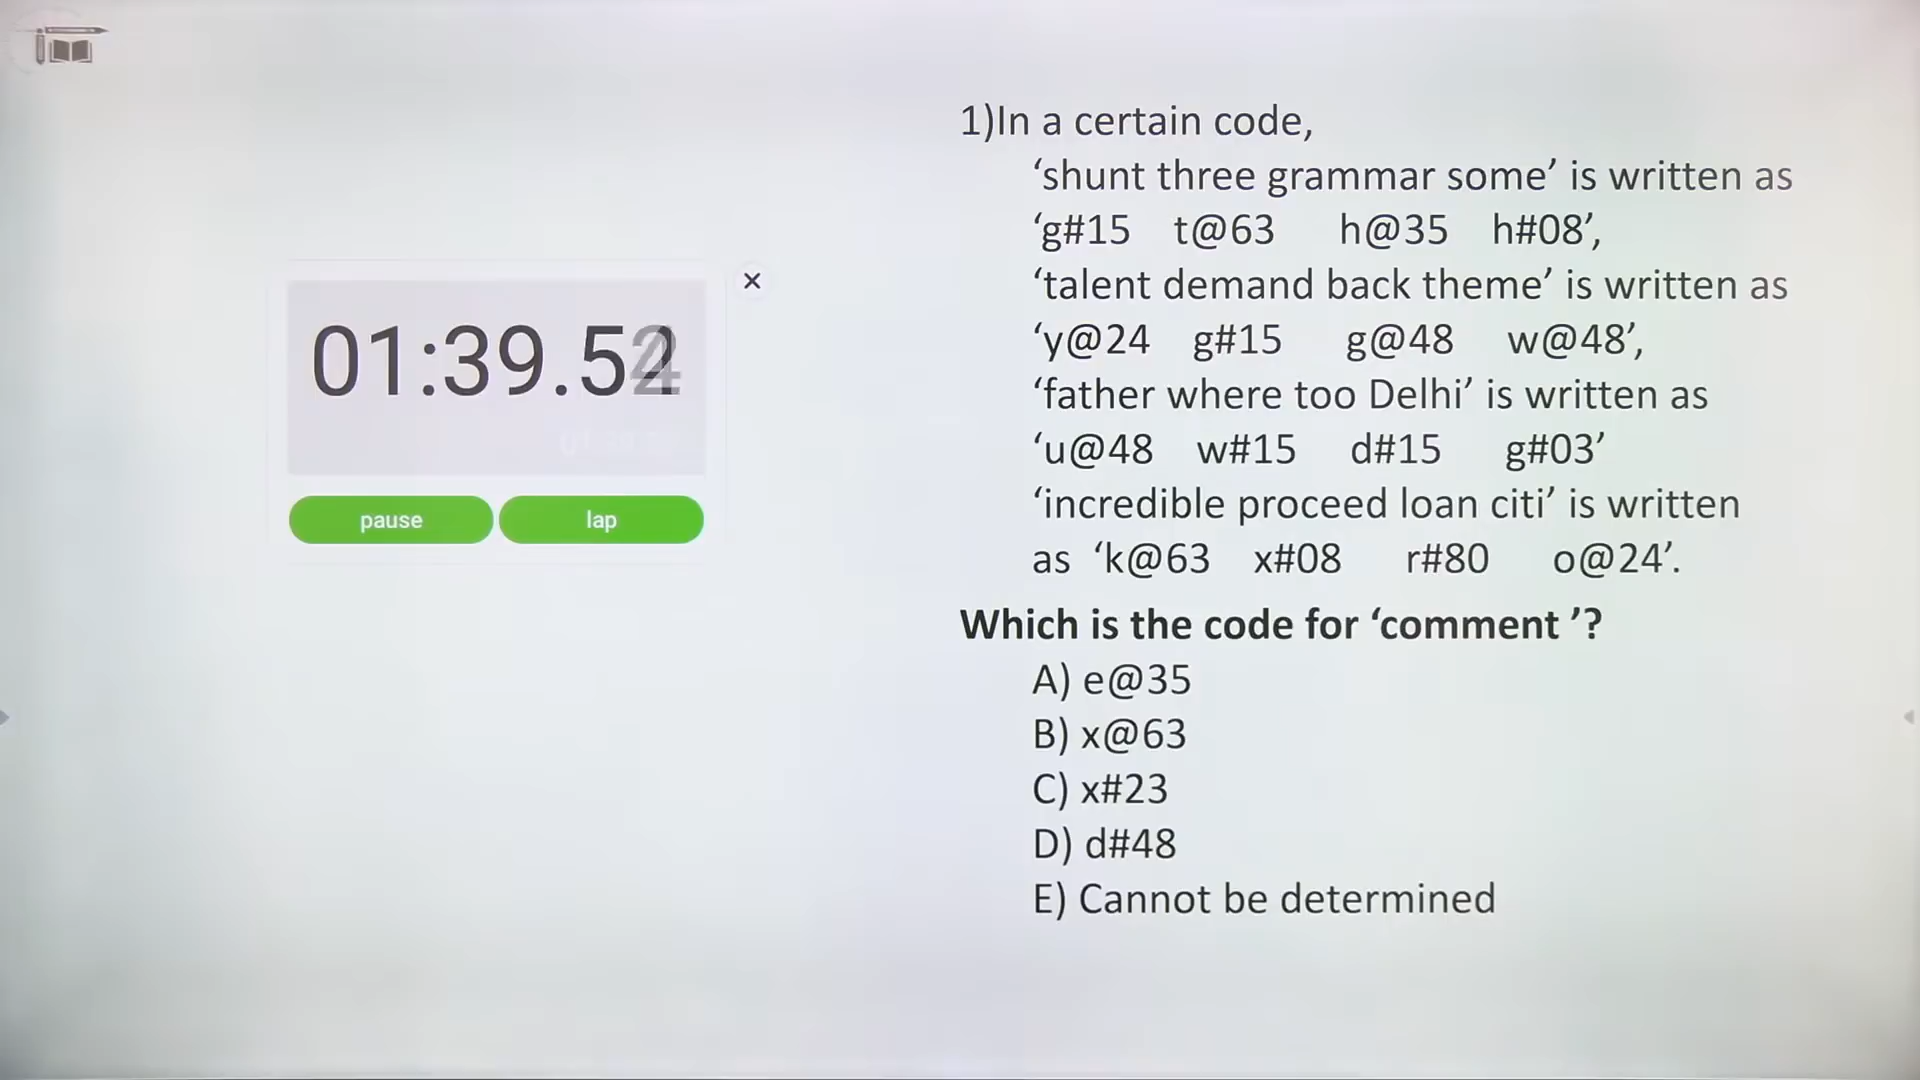 1)In a certain code,
‘shunt three grammar some’ is written as
‘g#15 t@63 h@35 h#08’,
‘talent demand back theme’ is written as
‘y@24 g#15 g@48 w@48’,
‘father where too Delhi’ is written as
‘u@48 w#15 d#15 g#03’
‘incredible proceed loan citi’ is written
as ‘k@63 x#08 r#80 o@24’.
Which is the code for ‘comment ’?
A) e@35
B) x@63
C) x#23
D) d#48
E) Cannot be determined
01:39.5
pause lap